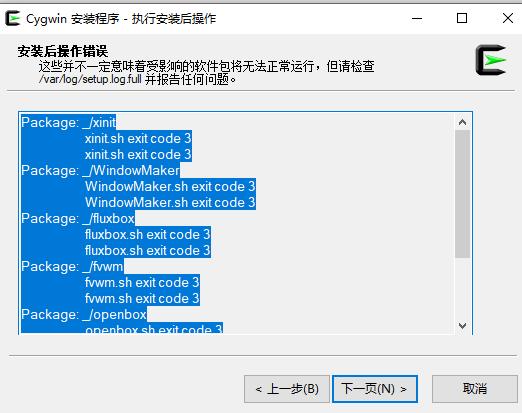 Cygwin 安装程序 - 执行安装后操作
安装后操作错误
这些并不一定意味着受影响的软件包将无法正常运行，但请检查
/var/log/setup.log.full 并报告任何问题。
Package: _/xinit
xinit.sh exit code 3
xinit.sh exit code 3
Package: _/WindowMaker
WindowMaker.sh exit code 3
WindowMaker.sh exit code 3
Package: _/fluxbox
fluxbox.sh exit code 3
fluxbox.sh exit code 3
Package: _/fvwm
fvwm.sh exit code 3
fvwm.sh exit code 3
Package: _/openbox
openbox.sh exit code 3
< 上一步(B)
下一页(N) >
取消